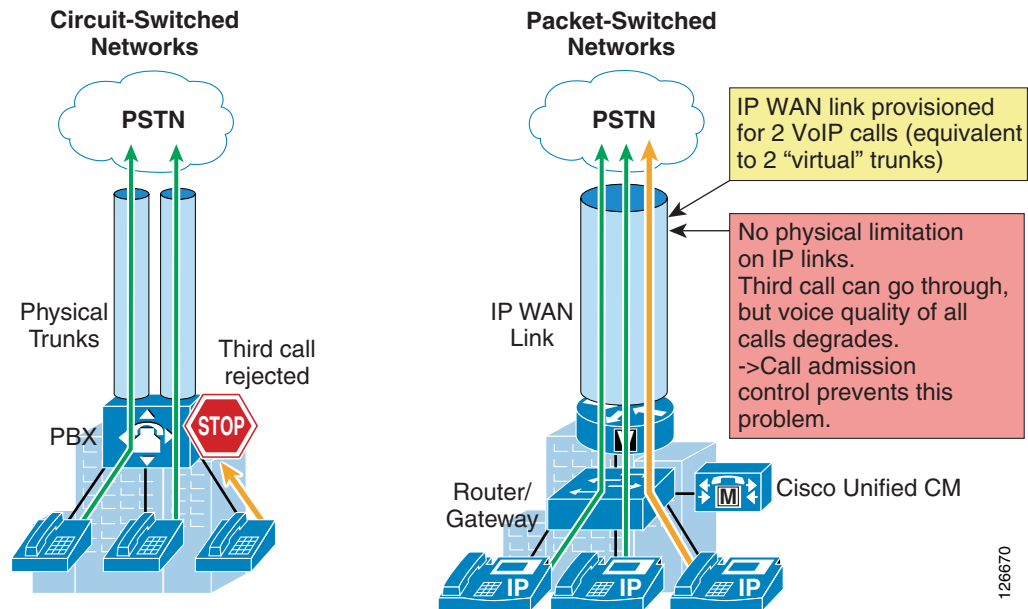 Circuit-Switched
Networks
PSTN
Physical
Trunks
Third call
rejected
STOP
PBX
Packet-Switched
Networks
PSTN
IP WAN link provisioned
for 2 VoIP calls (equivalent
to 2 “virtual” trunks)
No physical limitation
on IP links.
Third call can go through,
but voice quality of all
calls degrades.
->Call admission
control prevents this
problem.
IP WAN
Link
V
Router/
Gateway
M
Cisco Unified CM
IP
IP
IP
126670